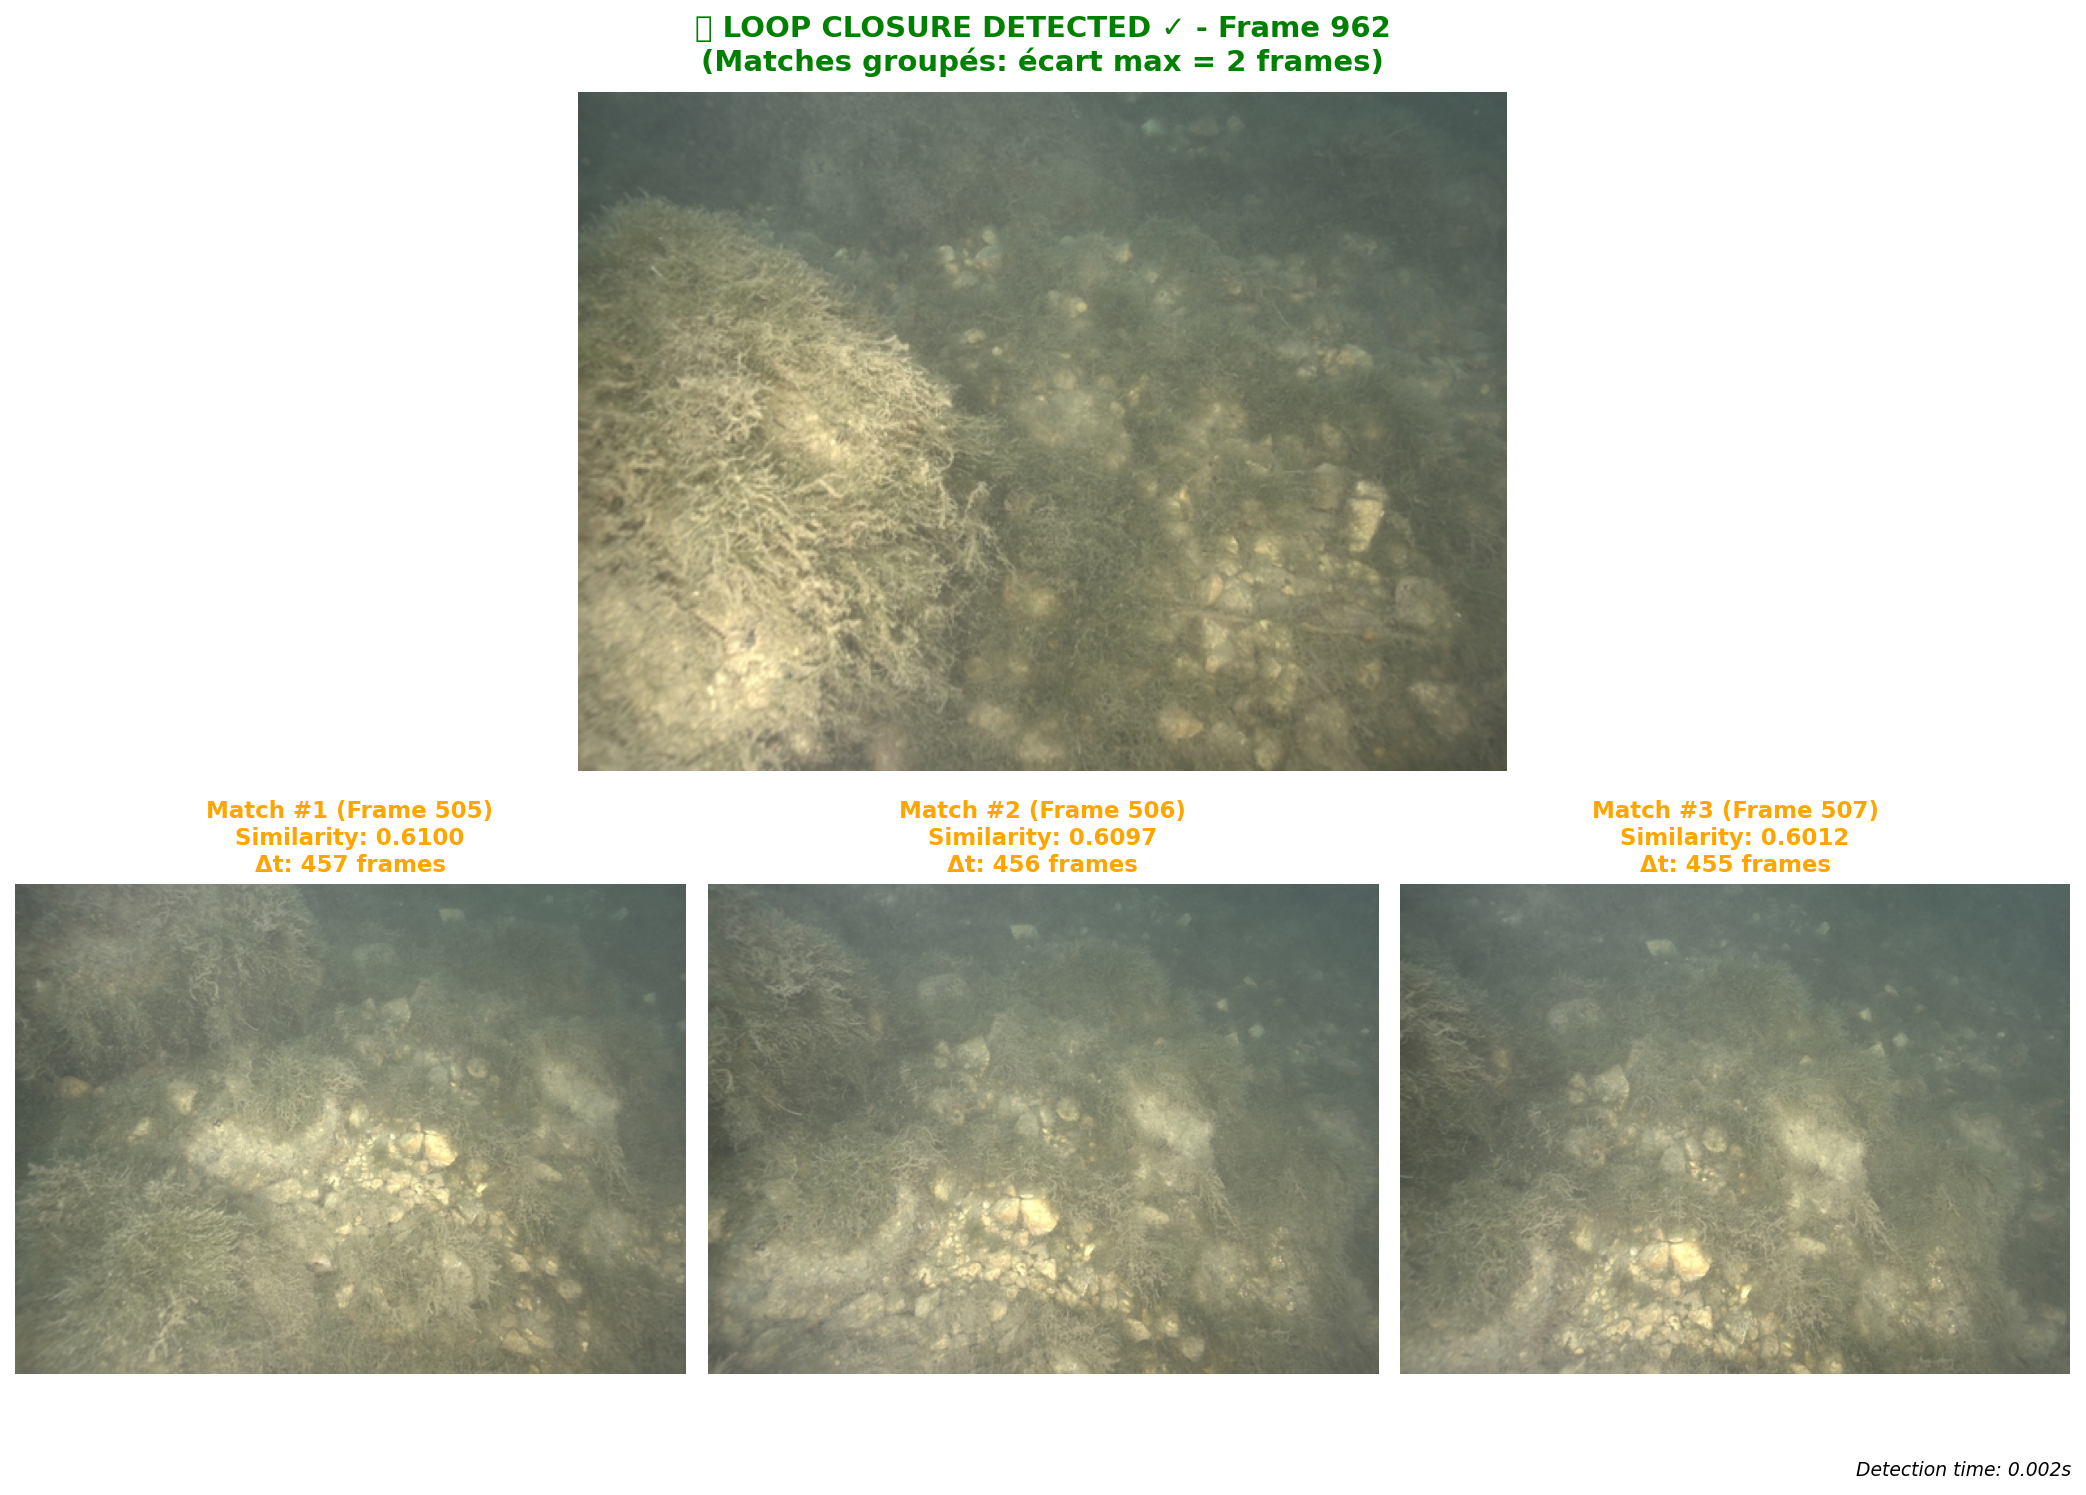 LOOP CLOSURE DETECTED ✓ - Frame 962
(Matches groupés: écart max = 2 frames)
Match #1 (Frame 505)
Similarity: 0.6100
Δt: 457 frames
Match #2 (Frame 506)
Similarity: 0.6097
Δt: 456 frames
Match #3 (Frame 507)
Similarity: 0.6012
Δt: 455 frames
Detection time: 0.002s